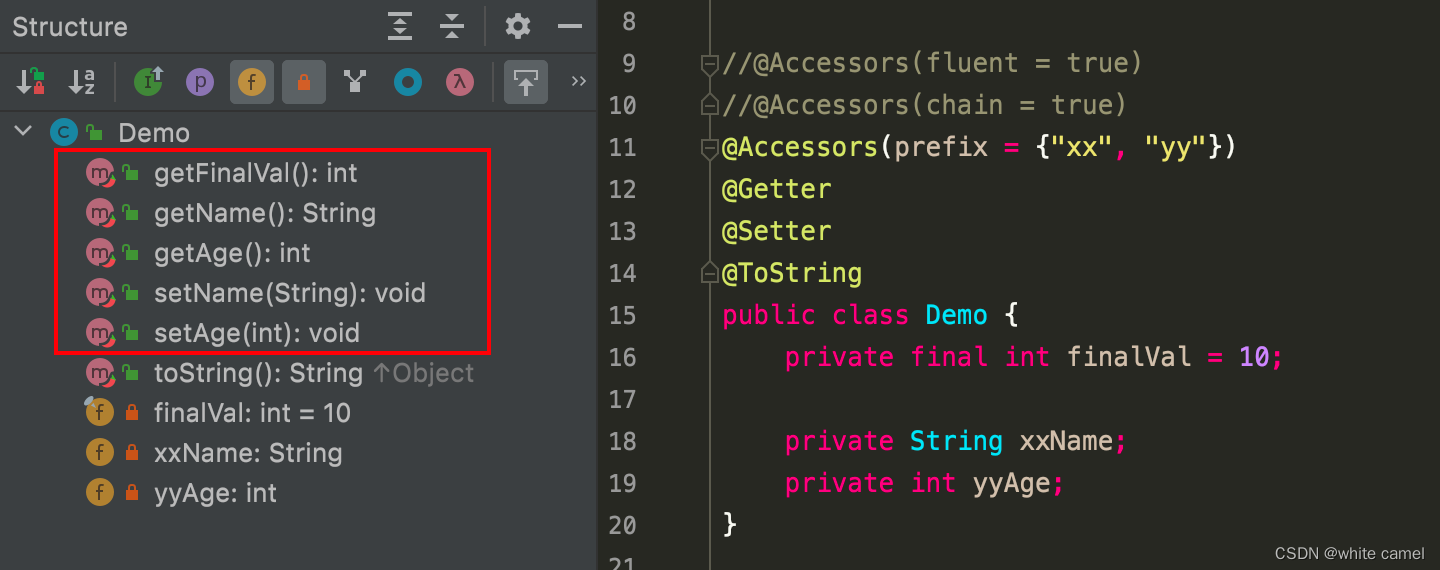 Structure
Demo
getFinalVal(): int
getName(): String
getAge(): int
setName(String): void
setAge(int): void
toString(): String ↑Object
finalVal: int = 10
xxName: String
yyAge: int
8
9 //@Accessors(fluent = true)
10 //@Accessors(chain = true)
11 @Accessors(prefix = {"xx", "yy"})
12 @Getter
13 @Setter
14 @ToString
15 public class Demo {
16 private final int finalVal = 10;
17
18 private String xxName;
19 private int yyAge;
20 }
21
CSDN @white camel